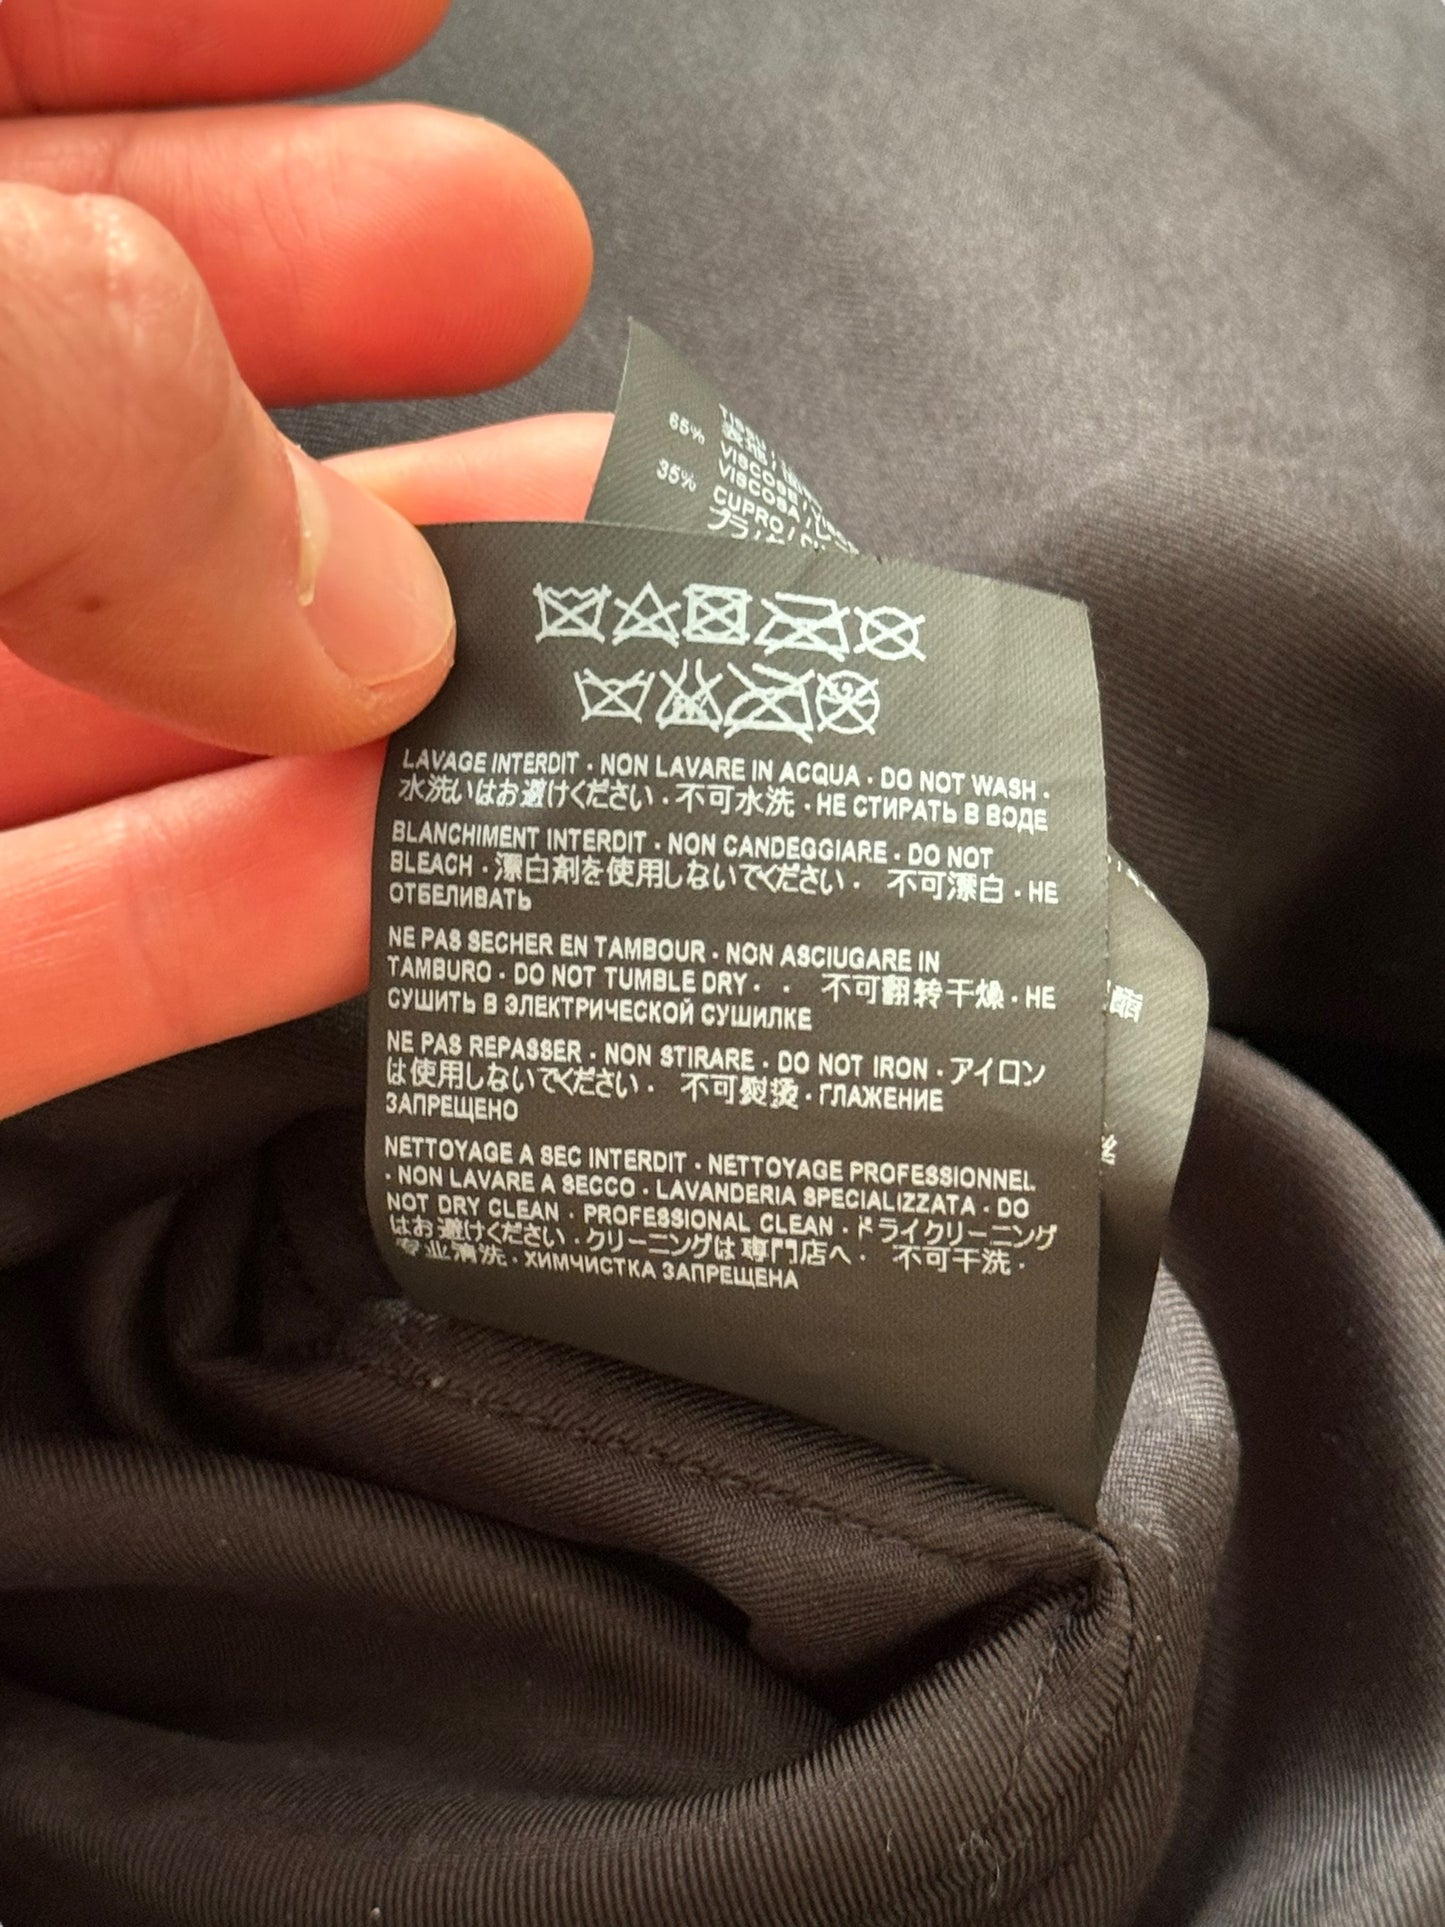 65%
35%
VISCOSE /
VISCOSA /
CUPRO /
LAVAGE INTERDIT · NON LAVARE IN ACQUA · DO NOT WASH ·
水洗いはお避けください · 不可水洗 · НЕ СТИРАТЬ В ВОДЕ
BLANCHIMENT INTERDIT · NON CANDEGGIARE · DO NOT
BLEACH · 漂白剤を使用しないでください · 不可漂白 · НЕ
ОТБЕЛИВАТЬ
NE PAS SECHER EN TAMBOUR · NON ASCIUGARE IN
TAMBURO · DO NOT TUMBLE DRY · · 不可翻转干燥 · НЕ
СУШИТЬ В ЭЛЕКТРИЧЕСКОЙ СУШИЛКЕ
NE PAS REPASSER · NON STIRARE · DO NOT IRON · アイロン
は使用しないでください · 不可熨烫 · ГЛАЖЕНИЕ
ЗАПРЕЩЕНО
NETTOYAGE A SEC INTERDIT · NETTOYAGE PROFESSIONNEL
· NON LAVARE A SECCO · LAVANDERIA SPECIALIZZATA · DO
NOT DRY CLEAN · PROFESSIONAL CLEAN · ドライクリーニング
はお避けください · クリーニングは専門店へ · 不可干洗 ·
专业清洗 · ХИМЧИСТКА ЗАПРЕЩЕНА